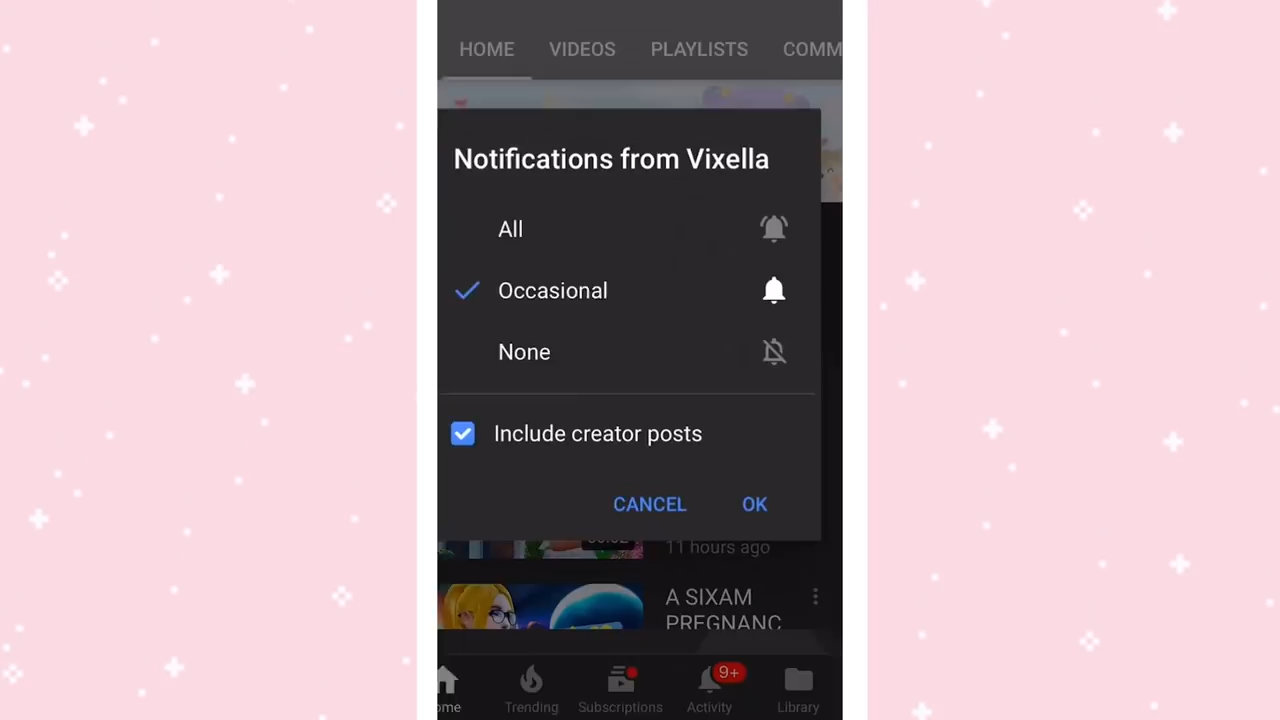 HOME VIDEOS PLAYLISTS COMM
Notifications from Vixella
All
Occasional
None
Include creator posts
CANCEL OK
11 hours ago
A SIXAM
PREGNANC
ome Trending Subscriptions 9+ Activity Library